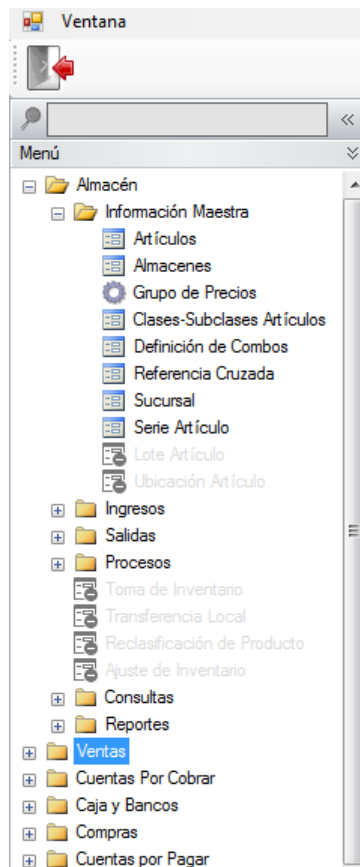 Ventana
Menú
Almacén
Información Maestra
Artículos
Almacenes
Grupo de Precios
Clases-Subclases Artículos
Definición de Combos
Referencia Cruzada
Sucursal
Serie Artículo
Lote Artículo
Ubicación Artículo
Ingresos
Salidas
Procesos
Toma de Inventario
Transferencia Local
Reclasificación de Producto
Ajuste de Inventario
Consultas
Reportes
Ventas
Cuentas Por Cobrar
Caja y Bancos
Compras
Cuentas por Pagar